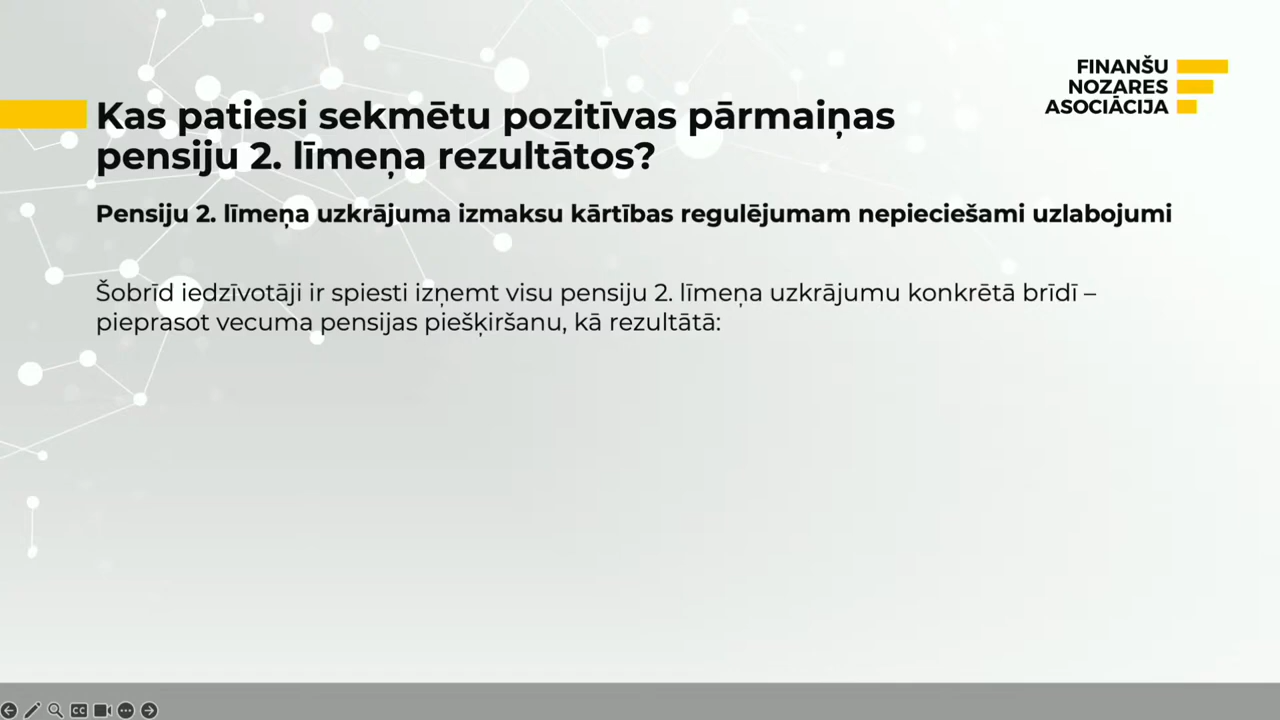 FINANŠU
NOZARES
ASOCIĀCIJA
Kas patiesi sekmētu pozitīvas pārmaiņas
pensiju 2. līmeņa rezultātos?
Pensiju 2. līmeņa uzkrājuma izmaksu kārtības regulējumam nepieciešami uzlabojumi
Šobrīd iedzīvotāji ir spiesti izņemt visu pensiju 2. līmeņa uzkrājumu konkrētā brīdī –
pieprasot vecuma pensijas piešķiršanu, kā rezultātā:
CC